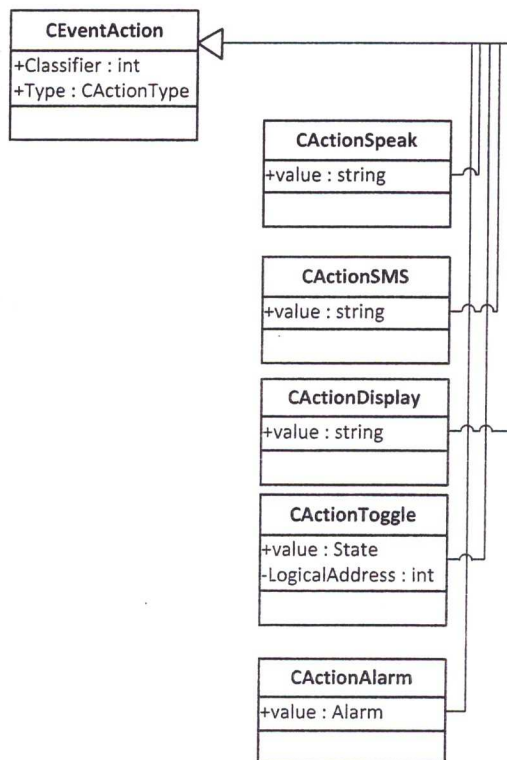 CEventAction
+Classifier : int
+Type : CActionType
CActionSpeak
+value : string
CActionSMS
+value : string
CActionDisplay
+value : string
CActionToggle
+value : State
-LogicalAddress : int
CActionAlarm
+value : Alarm